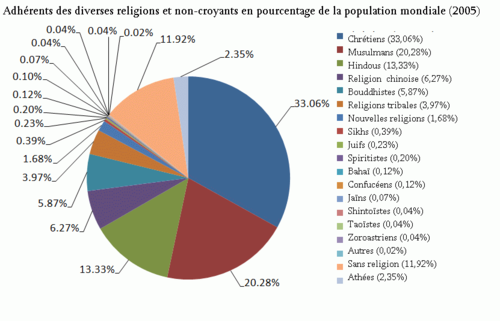 Adhérents des diverses religions et non-croyants en pourcentage de la population mondiale (2005)
0.04%
0.04%
0.04%
0.02%
0.07%
11.92%
2.35%
0.10%
0.12%
0.20%
0.23%
0.39%
1.68%
3.97%
5.87%
6.27%
13.33%
20.28%
33.06%
Chrétiens (33,06%)
Musulmans (20,28%)
Hindous (13,33%)
Religion chinoise (6,27%)
Bouddhistes (5,87%)
Religions tribales (3,97%)
Nouvelles religions (1,68%)
Sikhs (0,39%)
Juifs (0,23%)
Spiritistes (0,20%)
Bahaï (0,12%)
Confucéens (0,12%)
Jaïns (0,07%)
Shintoïstes (0,04%)
Taoïstes (0,04%)
Zoroastriens (0,04%)
Autres (0,02%)
Sans religion (11,92%)
Athées (2,35%)